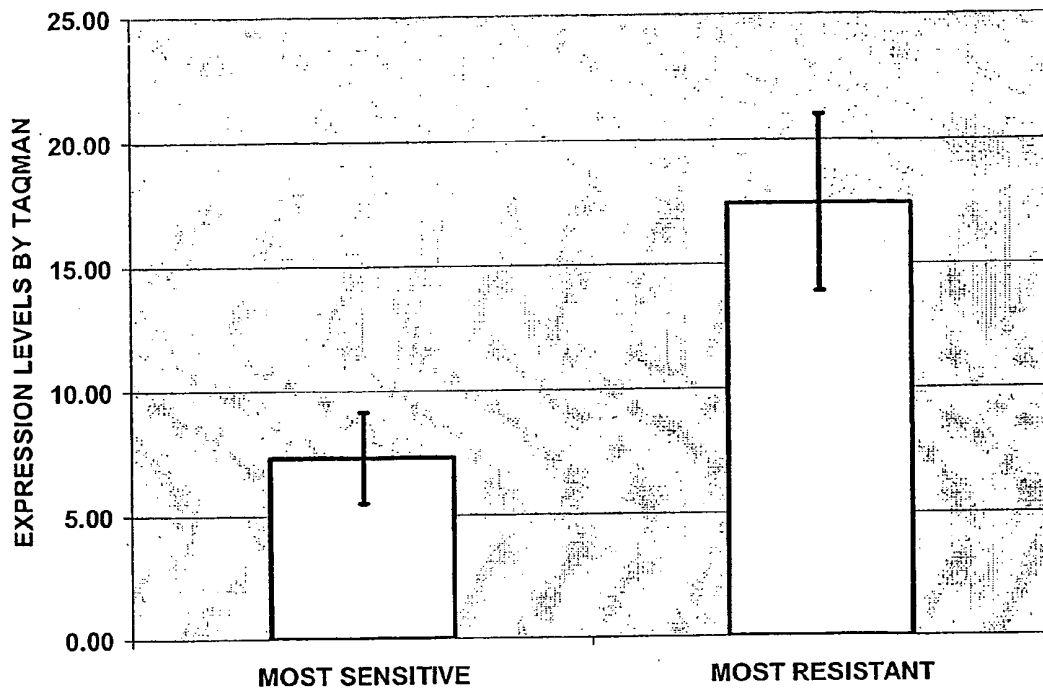 EXPRESSION LEVELS BY TAQMAN
25.00
20.00
15.00
10.00
5.00
0.00
MOST SENSITIVE
MOST RESISTANT